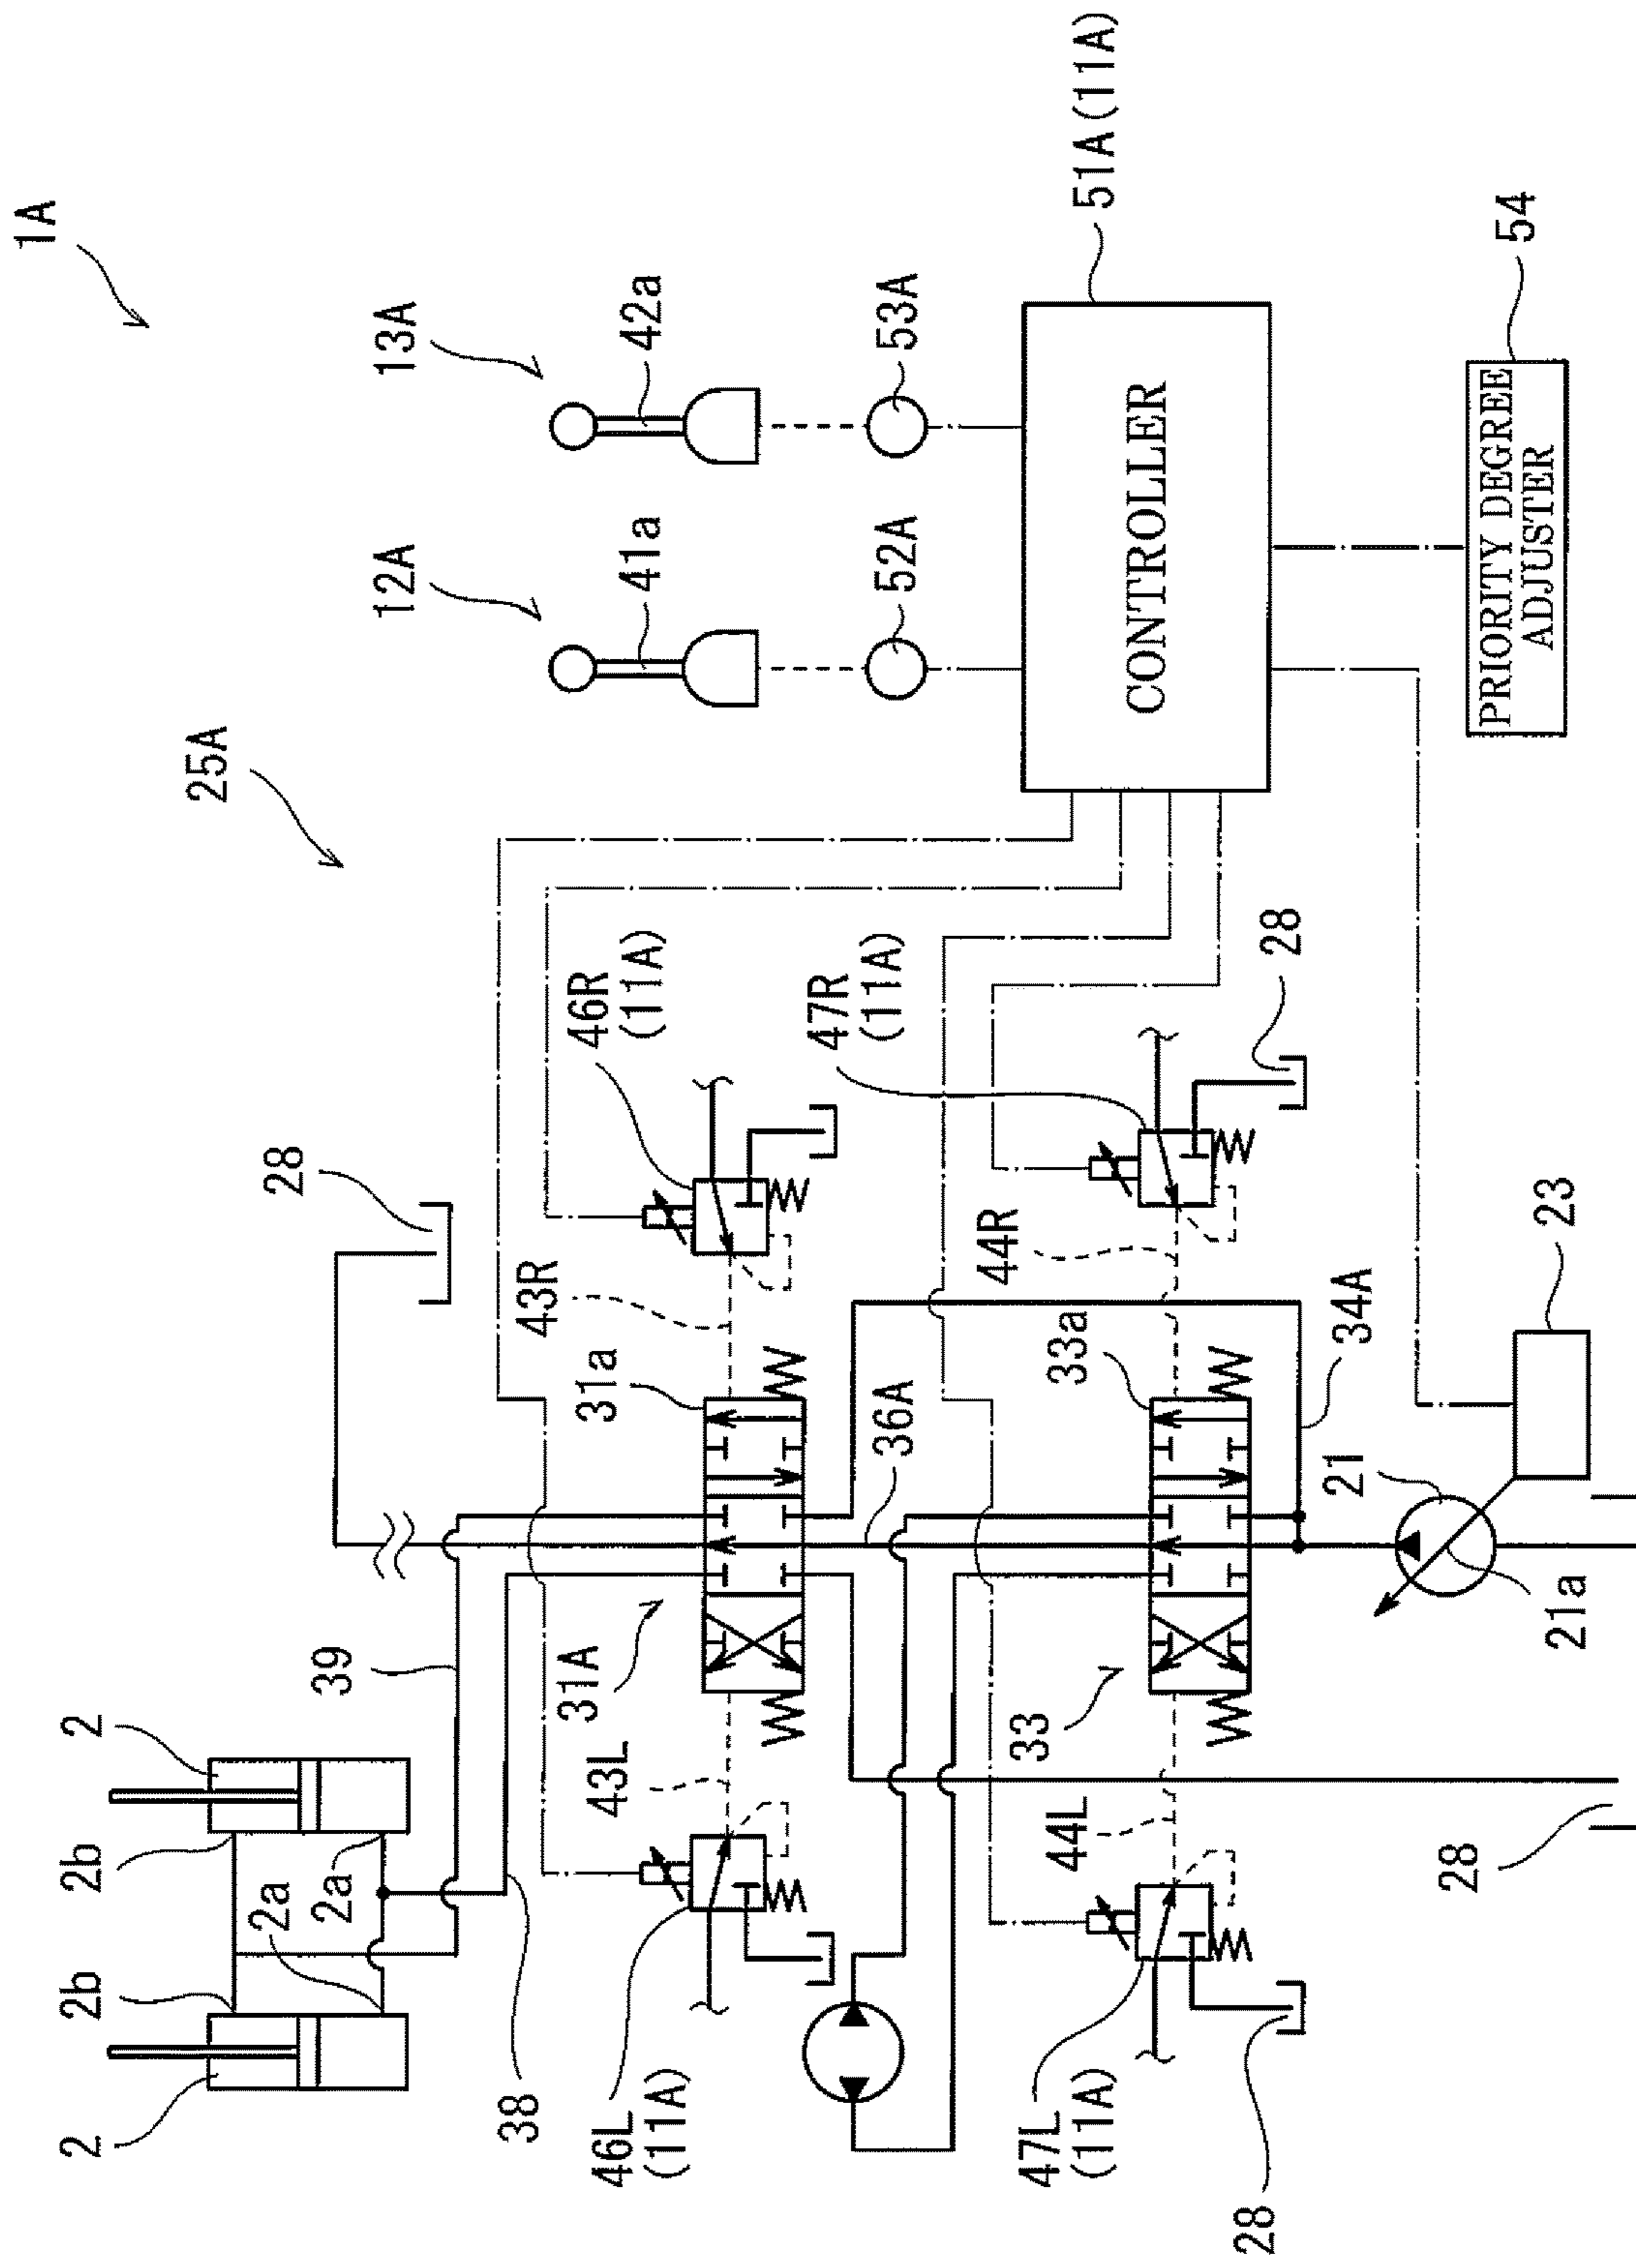 1A
2
2b
2b
2
25A
2a
28
2a
39
12A
13A
38
43R
46L
(11A)
43L
31A
31a
46R
(11A)
41a
42a
47R
(11A)
36A
52A
53A
47L
(11A)
44L
33
44R
33a
51A(11A)
CONTROLLER
28
28
21
34A
28
21a
23
PRIORITY DEGREE
ADJUSTER
54